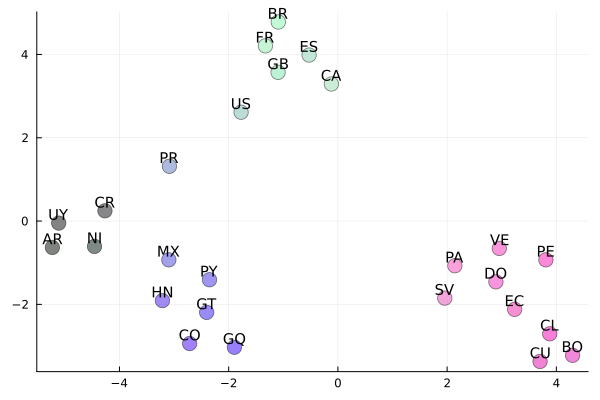 BR
FR
ES
GB
CA
US
PR
CR
UY
AR
NI
MX
PY
HN
GT
CO
GQ
VE
PE
PA
DO
SV
EC
CL
CU
BO
4
2
0
−2
−4
−2
0
2
4